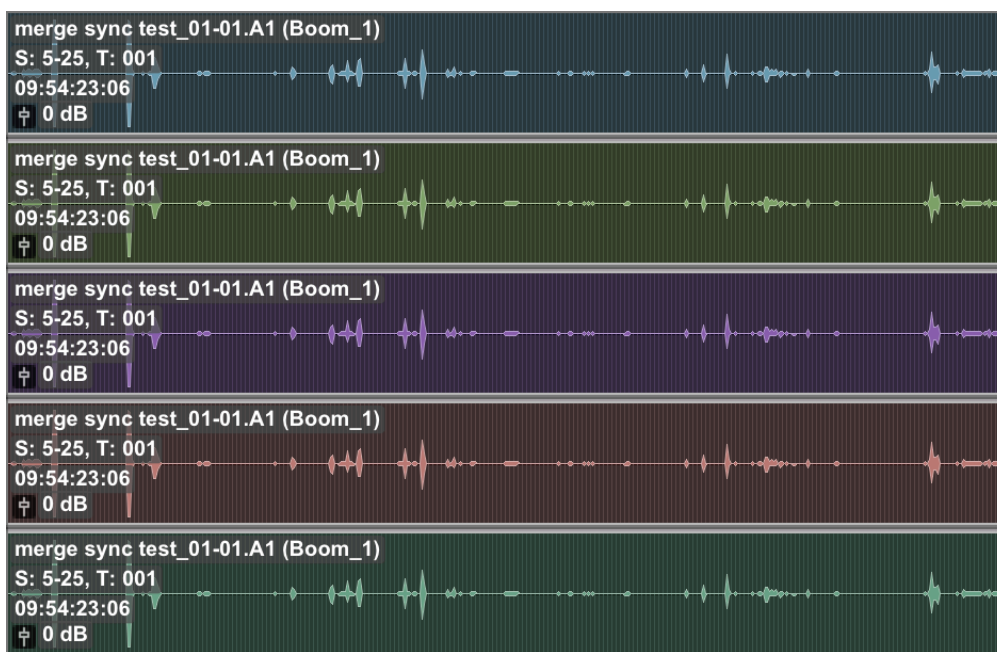 merge sync test_01-01.A1 (Boom_1)
S: 5-25, T: 001
09:54:23:06
0 dB
merge sync test_01-01.A1 (Boom_1)
S: 5-25, T: 001
09:54:23:06
0 dB
merge sync test_01-01.A1 (Boom_1)
S: 5-25, T: 001
09:54:23:06
0 dB
merge sync test_01-01.A1 (Boom_1)
S: 5-25, T: 001
09:54:23:06
0 dB
merge sync test_01-01.A1 (Boom_1)
S: 5-25, T: 001
09:54:23:06
0 dB